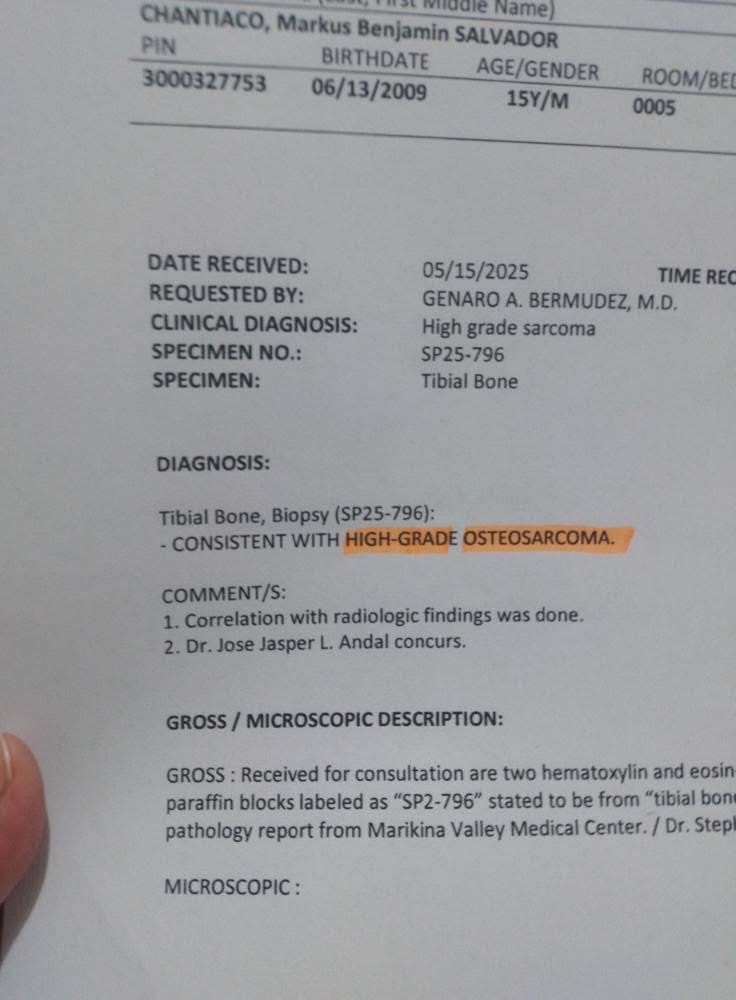 First Middle Name)
CHANTIACO, Markus Benjamin SALVADOR
PIN BIRTHDATE AGE/GENDER ROOM/BED
3000327753 06/13/2009 15Y/M 0005
DATE RECEIVED: 05/15/2025 TIME REC
REQUESTED BY: GENARO A. BERMUDEZ, M.D.
CLINICAL DIAGNOSIS: High grade sarcoma
SPECIMEN NO.: SP25-796
SPECIMEN: Tibial Bone
DIAGNOSIS:
Tibial Bone, Biopsy (SP25-796):
- CONSISTENT WITH HIGH-GRADE OSTEOSARCOMA.
COMMENT/S:
1. Correlation with radiologic findings was done.
2. Dr. Jose Jasper L. Andal concurs.
GROSS / MICROSCOPIC DESCRIPTION:
GROSS : Received for consultation are two hematoxylin and eosin-
paraffin blocks labeled as “SP2-796” stated to be from “tibial bone
pathology report from Marikina Valley Medical Center. / Dr. Steph
MICROSCOPIC :